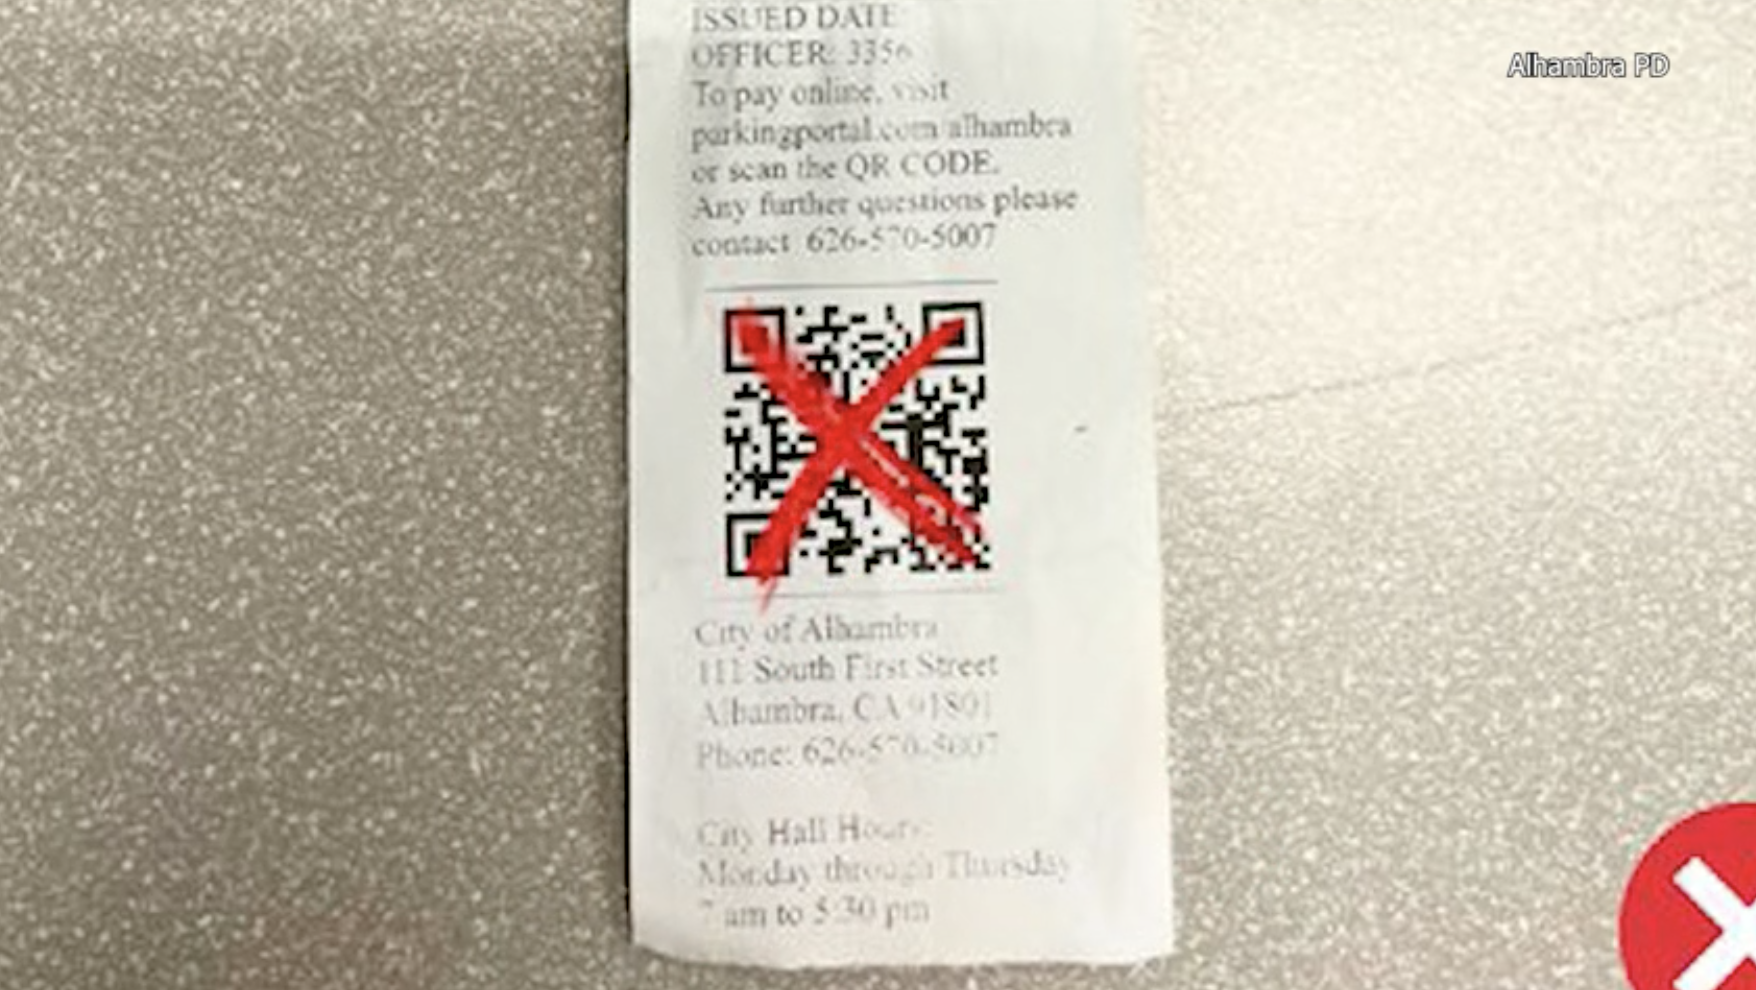 ISSUED DATE
OFFICER: 3356
To pay online, visit
parkingportal.com/alhambra
or scan the QR CODE.
Any further questions please
contact 626-570-5007
City of Alhambra
111 South First Street
Alhambra, CA 91801
Phone: 626-570-5007
City Hall Hours:
Monday through Thursday
7 am to 5:30 pm
Alhambra PD